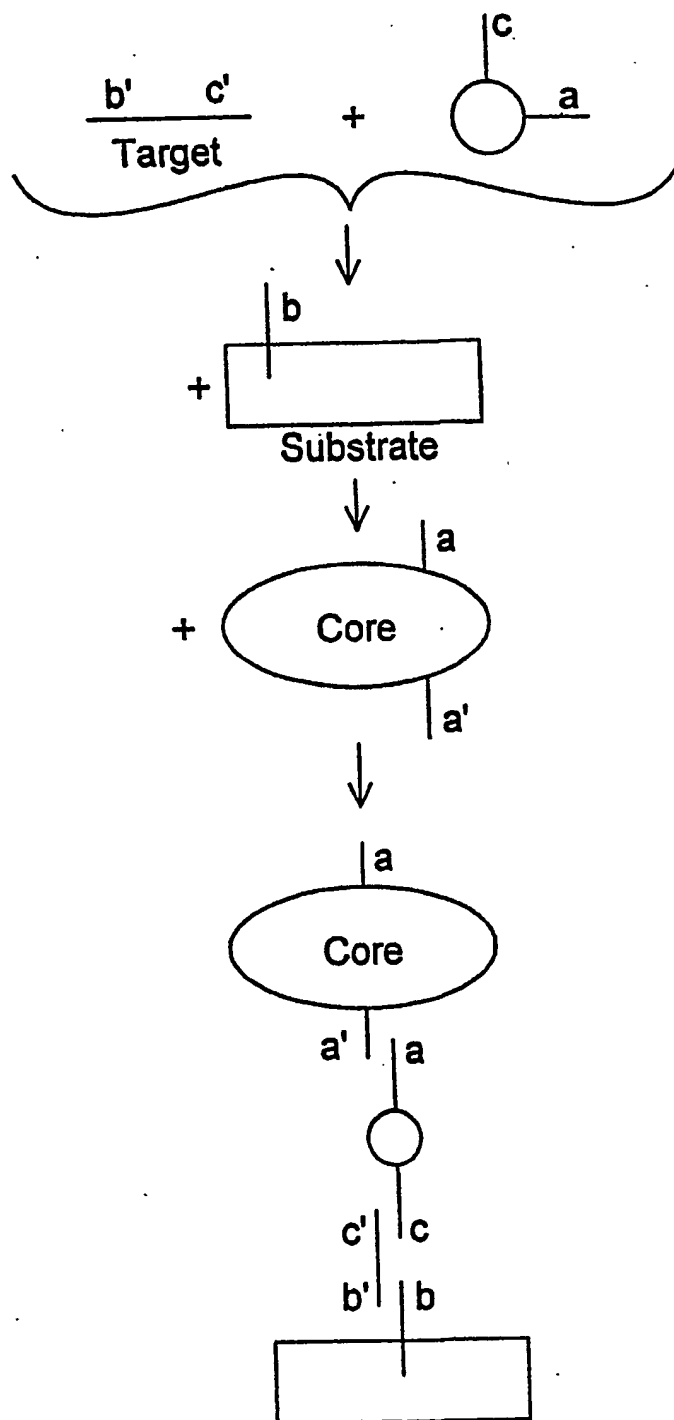 c
b' c' + a
Target
b
+
Substrate
a
+ Core
a'
a
Core
a' a
c' c
b' b